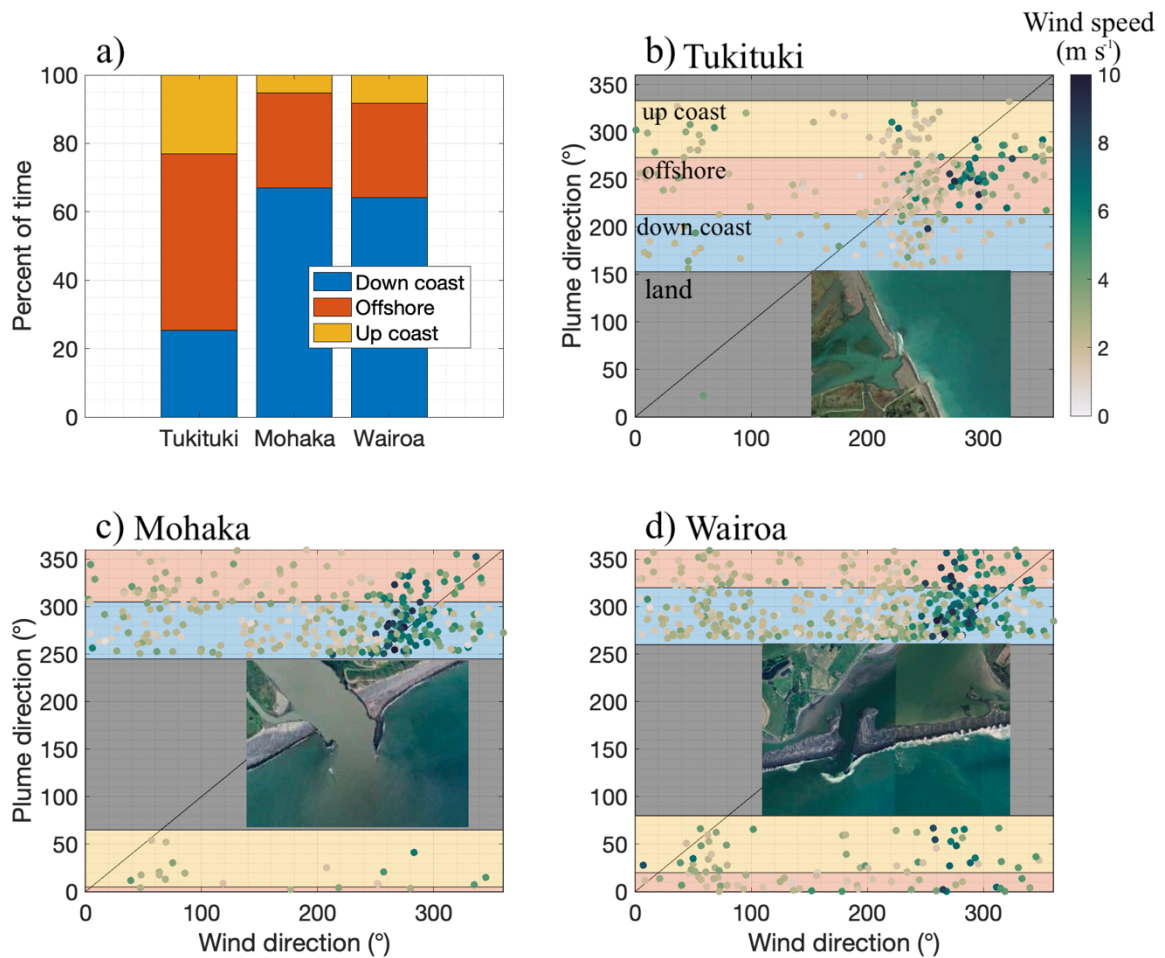 a)
100
80
60
40
20
0
Percent of time
Down coast
Offshore
Up coast
Tukituki Mohaka Wairoa
b) Tukituki
Wind speed
(m s⁻¹)
350
300
250
200
150
100
50
0
Plume direction (°)
up coast
offshore
down coast
land
0 100 200 300
10
8
6
4
2
0
c) Mohaka
350
300
250
200
150
100
50
0
Plume direction (°)
0 100 200 300
Wind direction (°)
d) Wairoa
350
300
250
200
150
100
50
0
Plume direction (°)
0 100 200 300
Wind direction (°)